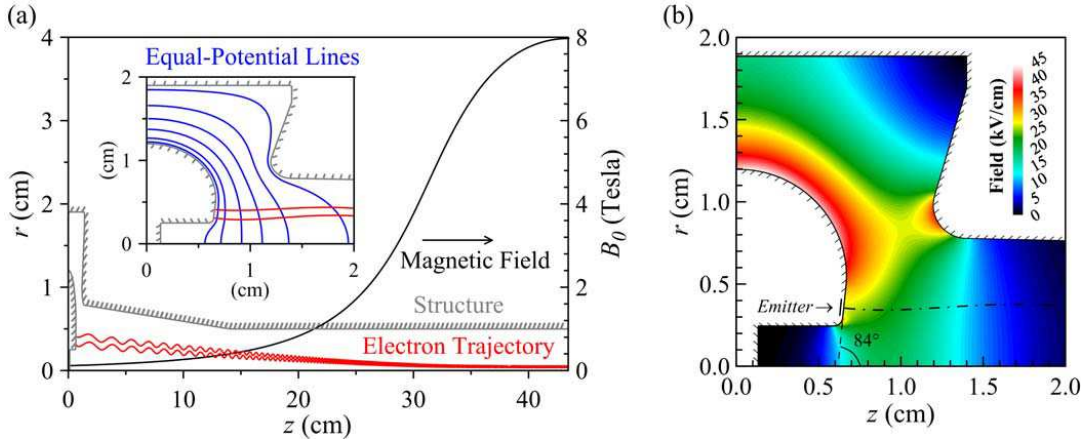 (a)
4
3
2
1
0
r (cm)
0
10
20
30
40
z (cm)
8
6
4
2
0
B0 (Tesla)
Equal-Potential Lines
2
1
0
(cm)
0
1
2
(cm)
Magnetic Field
Structure
Electron Trajectory
(b)
2.0
1.5
1.0
0.5
0.0
r (cm)
0.0
0.5
1.0
1.5
2.0
z (cm)
Field (kV/cm)
45
40
35
30
25
20
15
10
5
0
Emitter→
84°